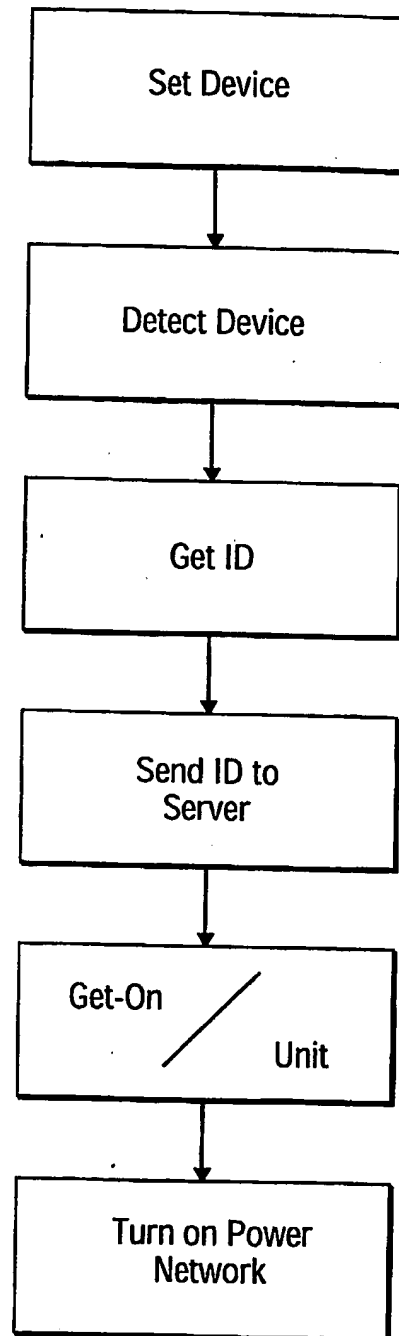 Set Device
Detect Device
Get ID
Send ID to
Server
Get-On
Unit
Turn on Power
Network